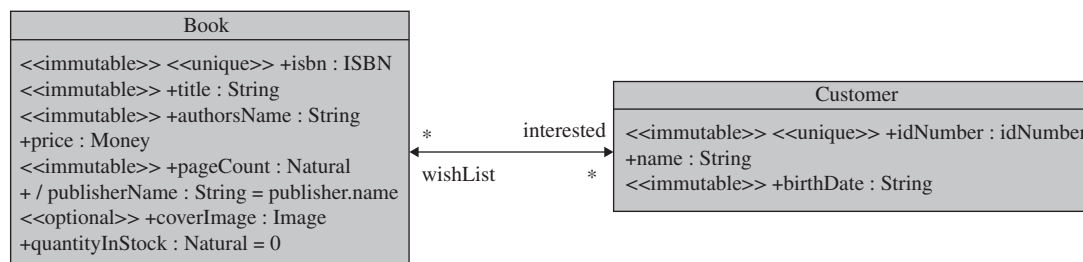 Book
<<immutable>> <<unique>> +isbn : ISBN
<<immutable>> +title : String
<<immutable>> +authorsName : String
+price : Money
<<immutable>> +pageCount : Natural
+ / publisherName : String = publisher.name
<<optional>> +coverImage : Image
+quantityInStock : Natural = 0
* interested
wishList *
Customer
<<immutable>> <<unique>> +idNumber : idNumber
+name : String
<<immutable>> +birthDate : String